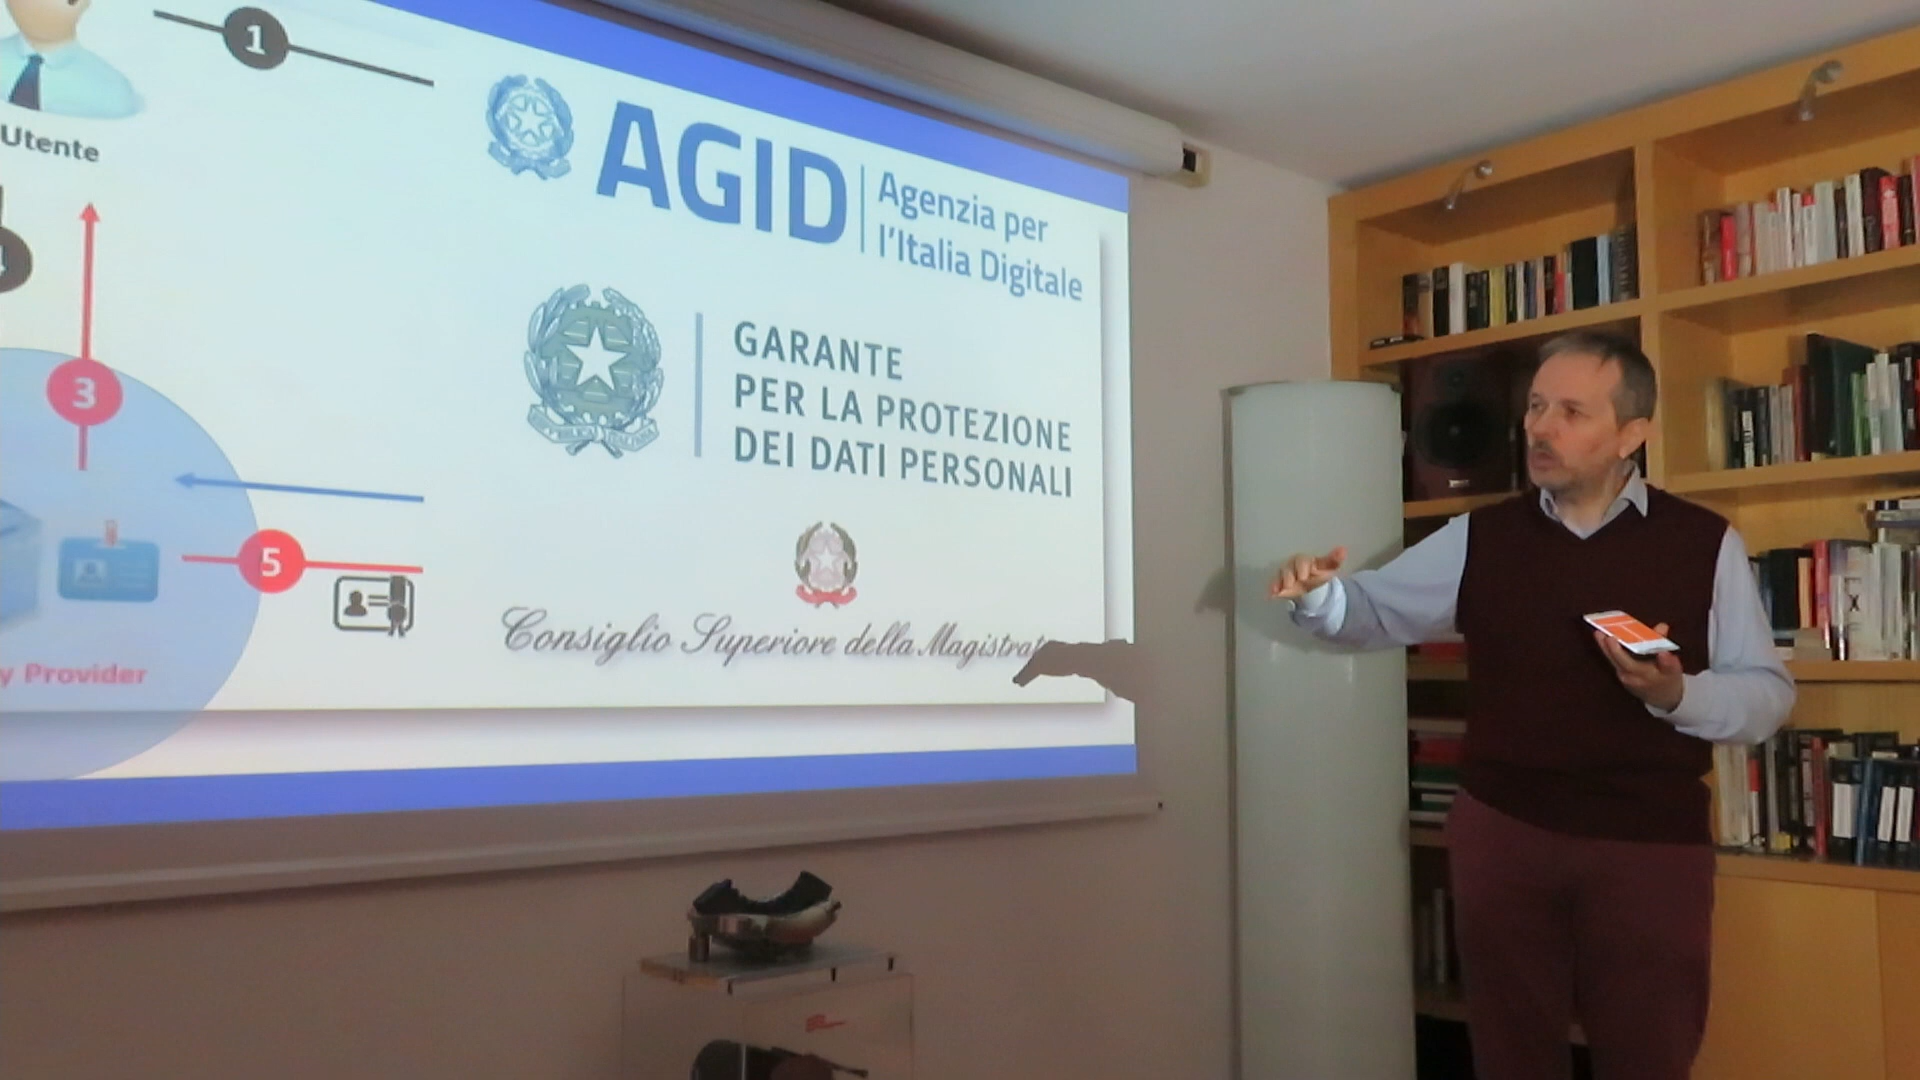 1
AGID
Agenzia per
l'Italia Digitale
Utente
GARANTE
PER LA PROTEZIONE
DEI DATI PERSONALI
3
5
Consiglio Superiore della Magistrat
y Provider